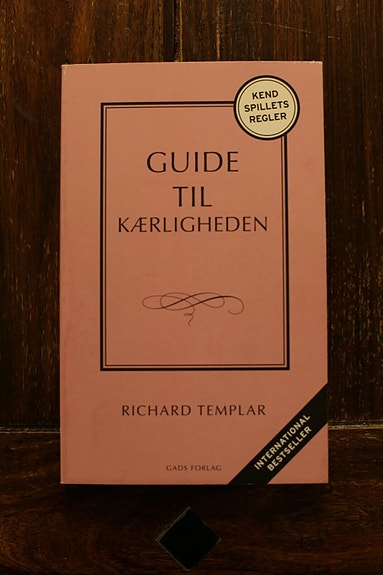 KEND
SPILLETS
REGLER
GUIDE
TIL
KÆRLIGHEDEN
RICHARD TEMPLAR
INTERNATIONAL
BESTSELLER
GADS FORLAG